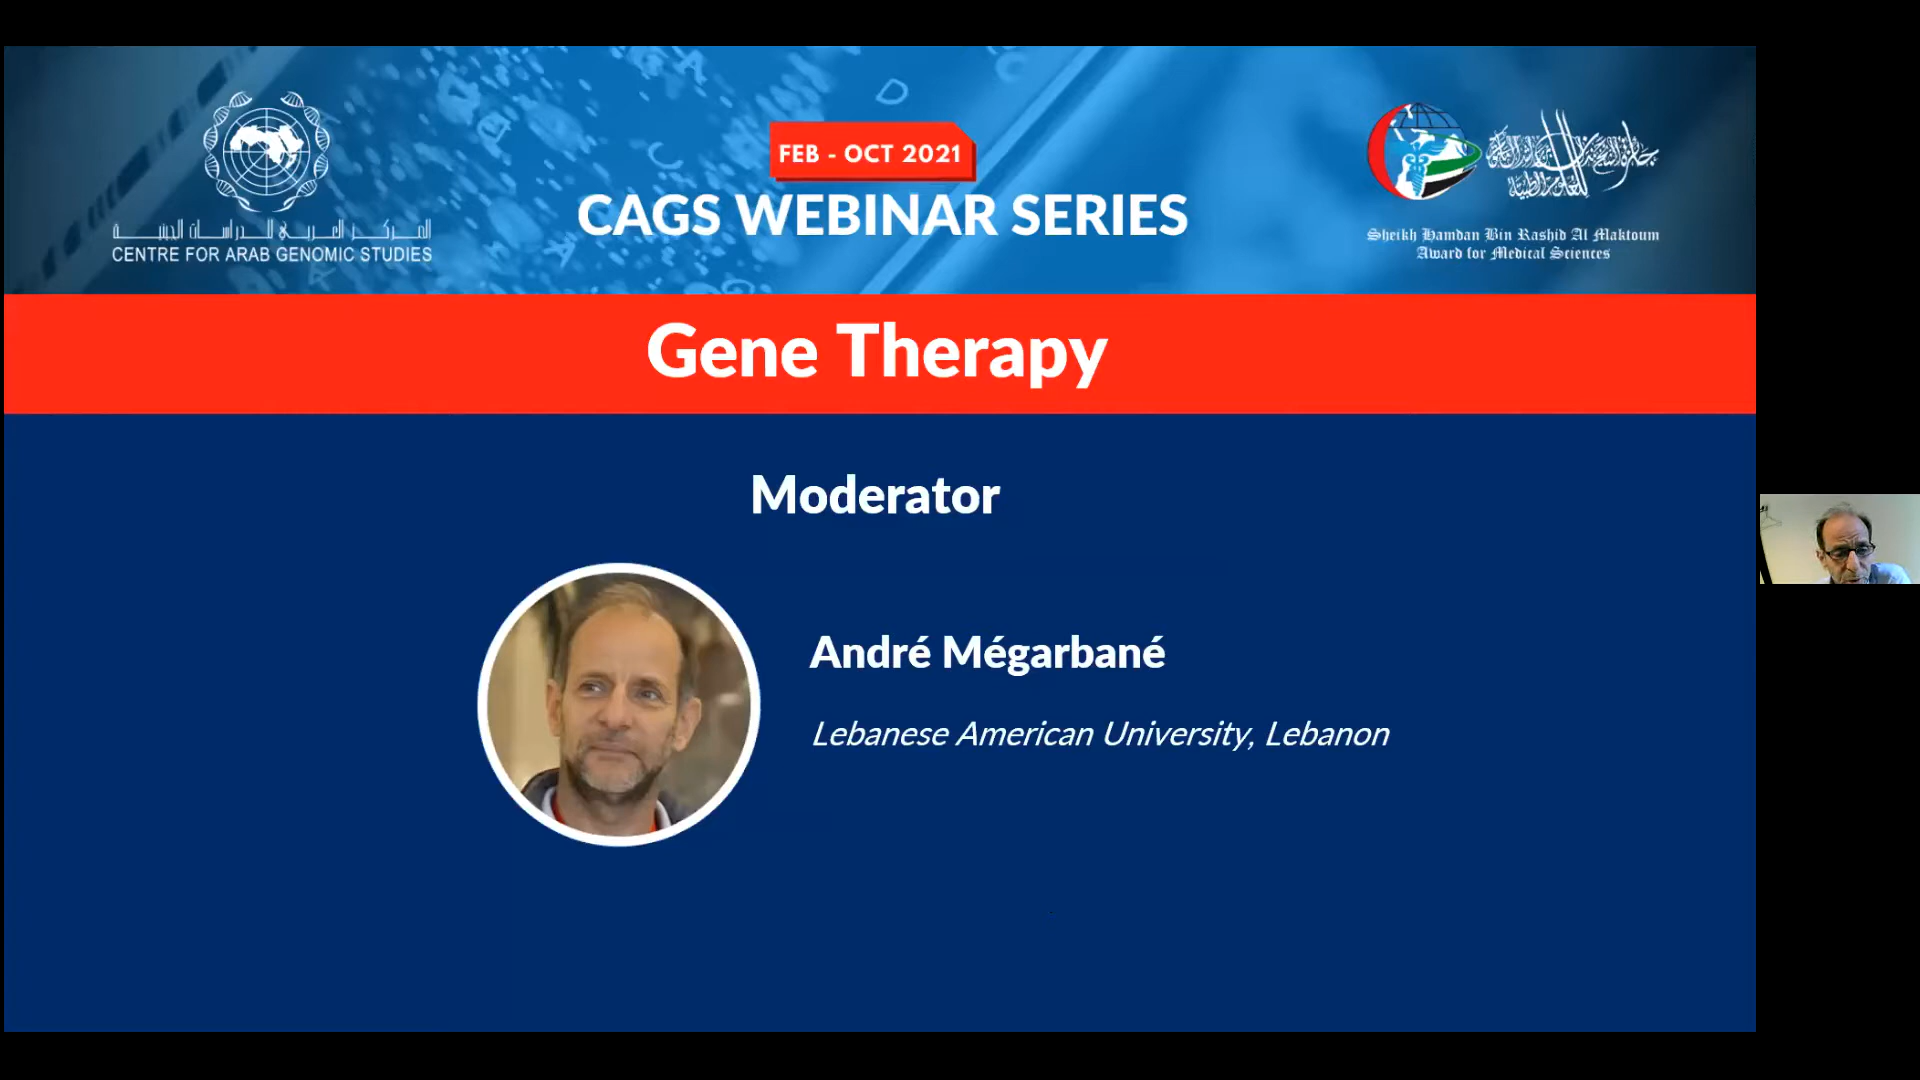 FEB - OCT 2021
CAGS WEBINAR SERIES
المركز العربي للدراسات الجينية
CENTRE FOR ARAB GENOMIC STUDIES
Sheikh Hamdan Bin Rashid Al Maktoum
Award for Medical Sciences
Gene Therapy
Moderator
André Mégarbané
Lebanese American University, Lebanon